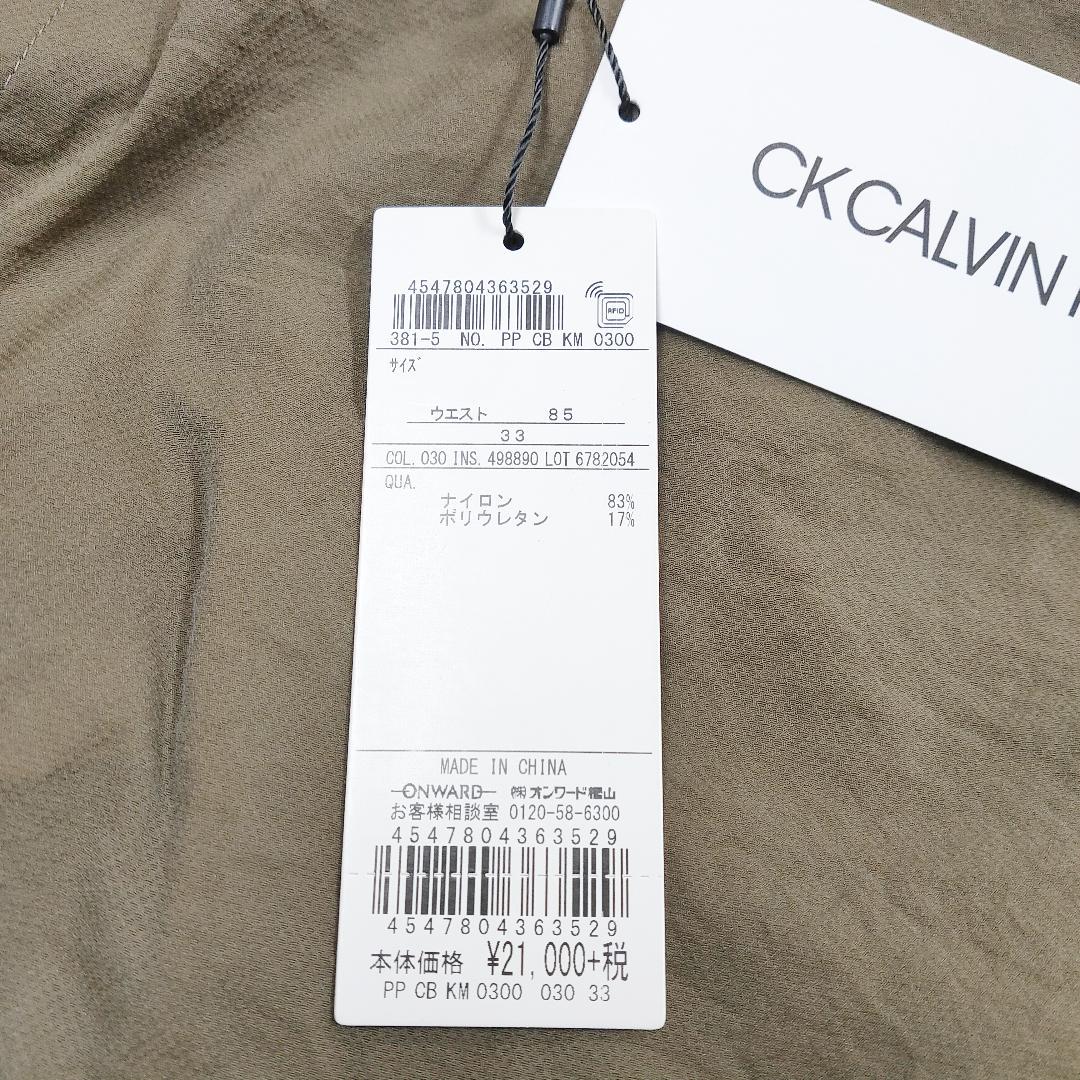 CK CALVIN
4547804363529
RFID
381-5 NO. PP CB KM 0300
サイズ
ウエスト 85
33
COL. 030 INS. 498890 LOT 6782054
QUA.
ナイロン 83%
ポリウレタン 17%
MADE IN CHINA
ONWARD ㈱オンワード樫山
お客様相談室 0120-58-6300
4547804363529
4547804363529
本体価格 ¥21,000+税
PP CB KM 0300 030 33